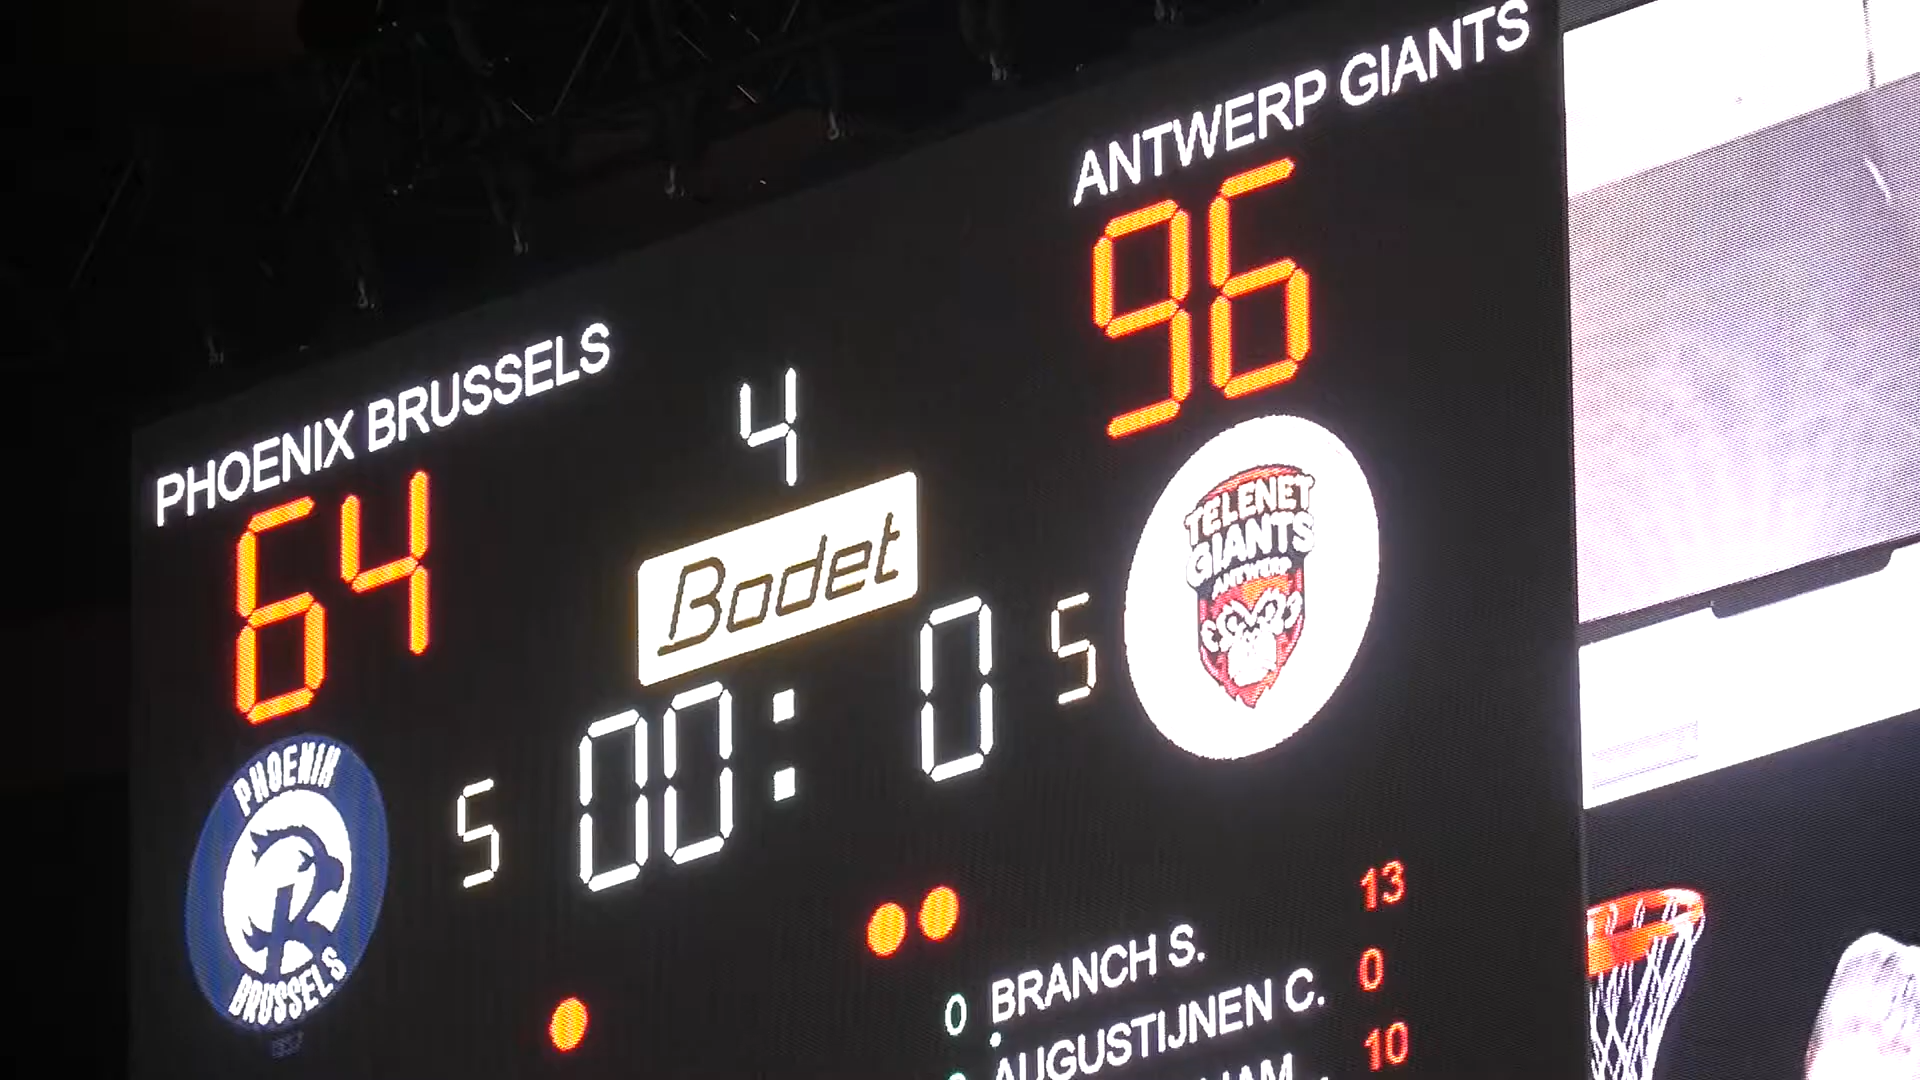 ANTWERP GIANTS
96
PHOENIX BRUSSELS
64
4
Bodet
TELENET
GIANTS
ANTWERP
5
00: 0
5
PHOENIX
BRUSSELS
13
0 BRANCH S.
0
AUGUSTIJNEN C.
10